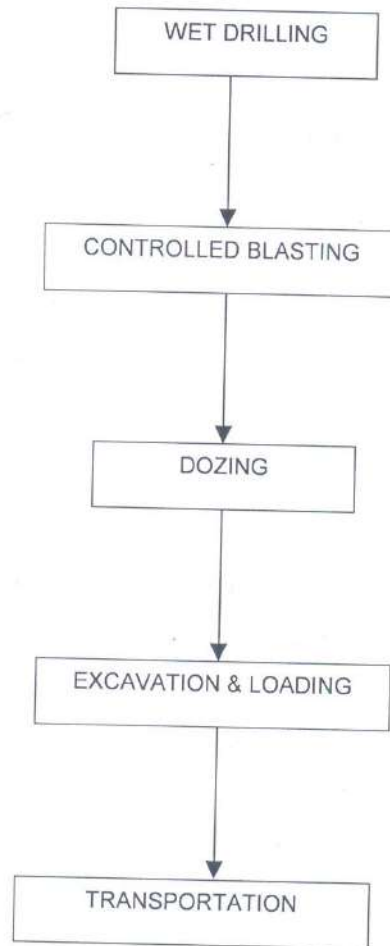 WET DRILLING
CONTROLLED BLASTING
DOZING
EXCAVATION & LOADING
TRANSPORTATION